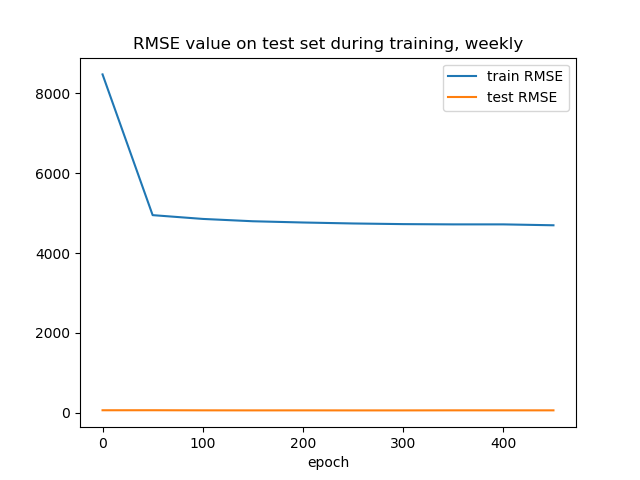 RMSE value on test set during training, weekly
train RMSE
test RMSE
8000
6000
4000
2000
0
0 100 200 300 400
epoch